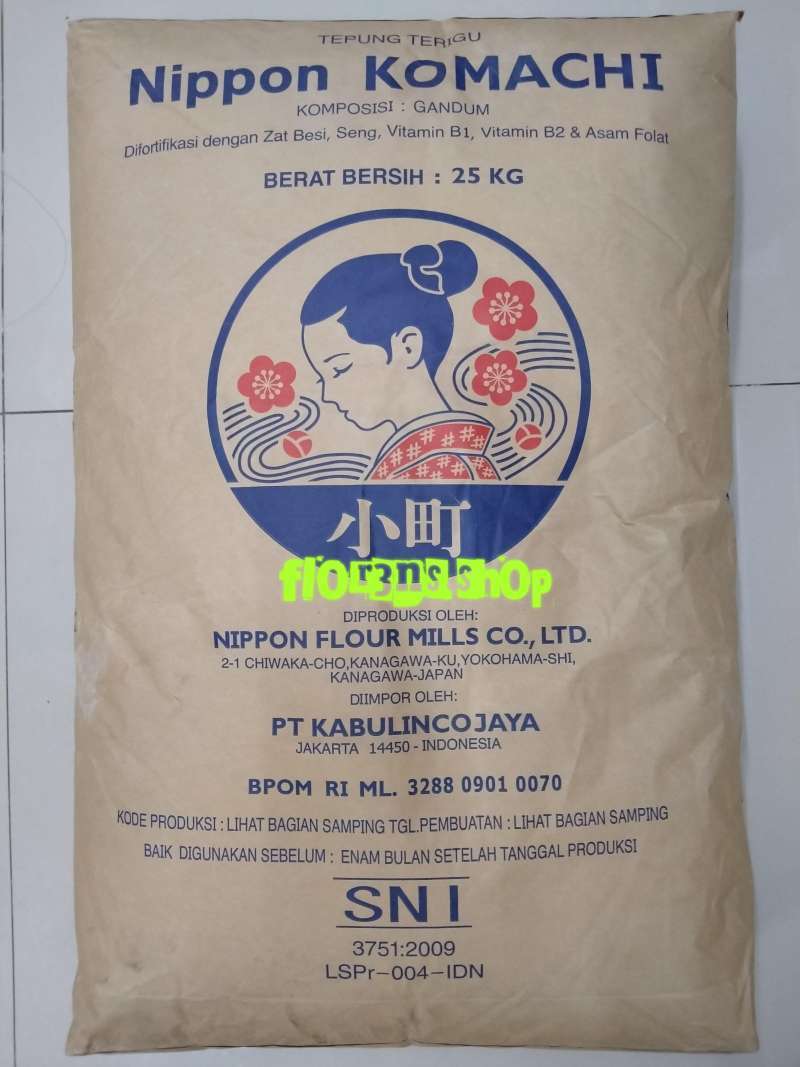 TEPUNG TERIGU
Nippon KOMACHI
KOMPOSISI : GANDUM
Difortifikasi dengan Zat Besi, Seng, Vitamin B1, Vitamin B2 & Asam Folat
BERAT BERSIH : 25 KG
小町
florensi shop
DIPRODUKSI OLEH:
NIPPON FLOUR MILLS CO., LTD.
2-1 CHIWAKA-CHO,KANAGAWA-KU,YOKOHAMA-SHI,
KANAGAWA-JAPAN
DIIMPOR OLEH:
PT KABULINCOJAYA
JAKARTA 14450 - INDONESIA
BPOM RI ML. 3288 0901 0070
KODE PRODUKSI : LIHAT BAGIAN SAMPING TGL.PEMBUATAN : LIHAT BAGIAN SAMPING
BAIK DIGUNAKAN SEBELUM : ENAM BULAN SETELAH TANGGAL PRODUKSI
SNI
3751:2009
LSPr-004-IDN